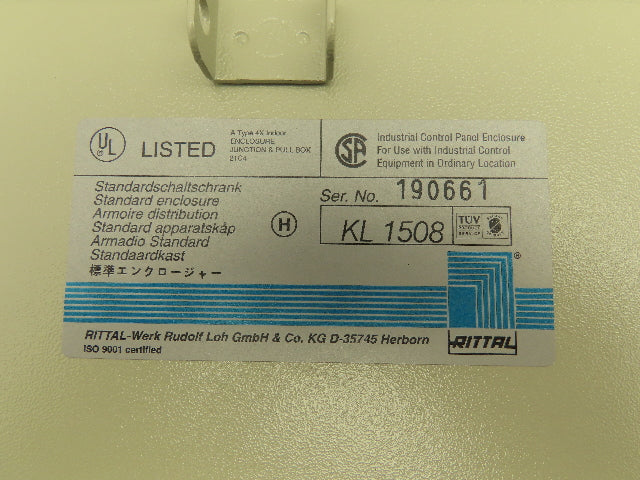 UL
LISTED
A Type 4X Indoor
ENCLOSURE
JUNCTION & PULL BOX
21C4
SA
Industrial Control Panel Enclosure
For Use with Industrial Control
Equipment in Ordinary Location
Standardschaltschrank
Standard enclosure
Armoire distribution
Standard apparatskåp
Armadio Standard
Standaardkast
標準エンクロージャー
H
Ser. No. 190661
KL 1508
TÜV
RITTAL-Werk Rudolf Loh GmbH & Co. KG D-35745 Herborn
ISO 9001 certified
®
RITTAL